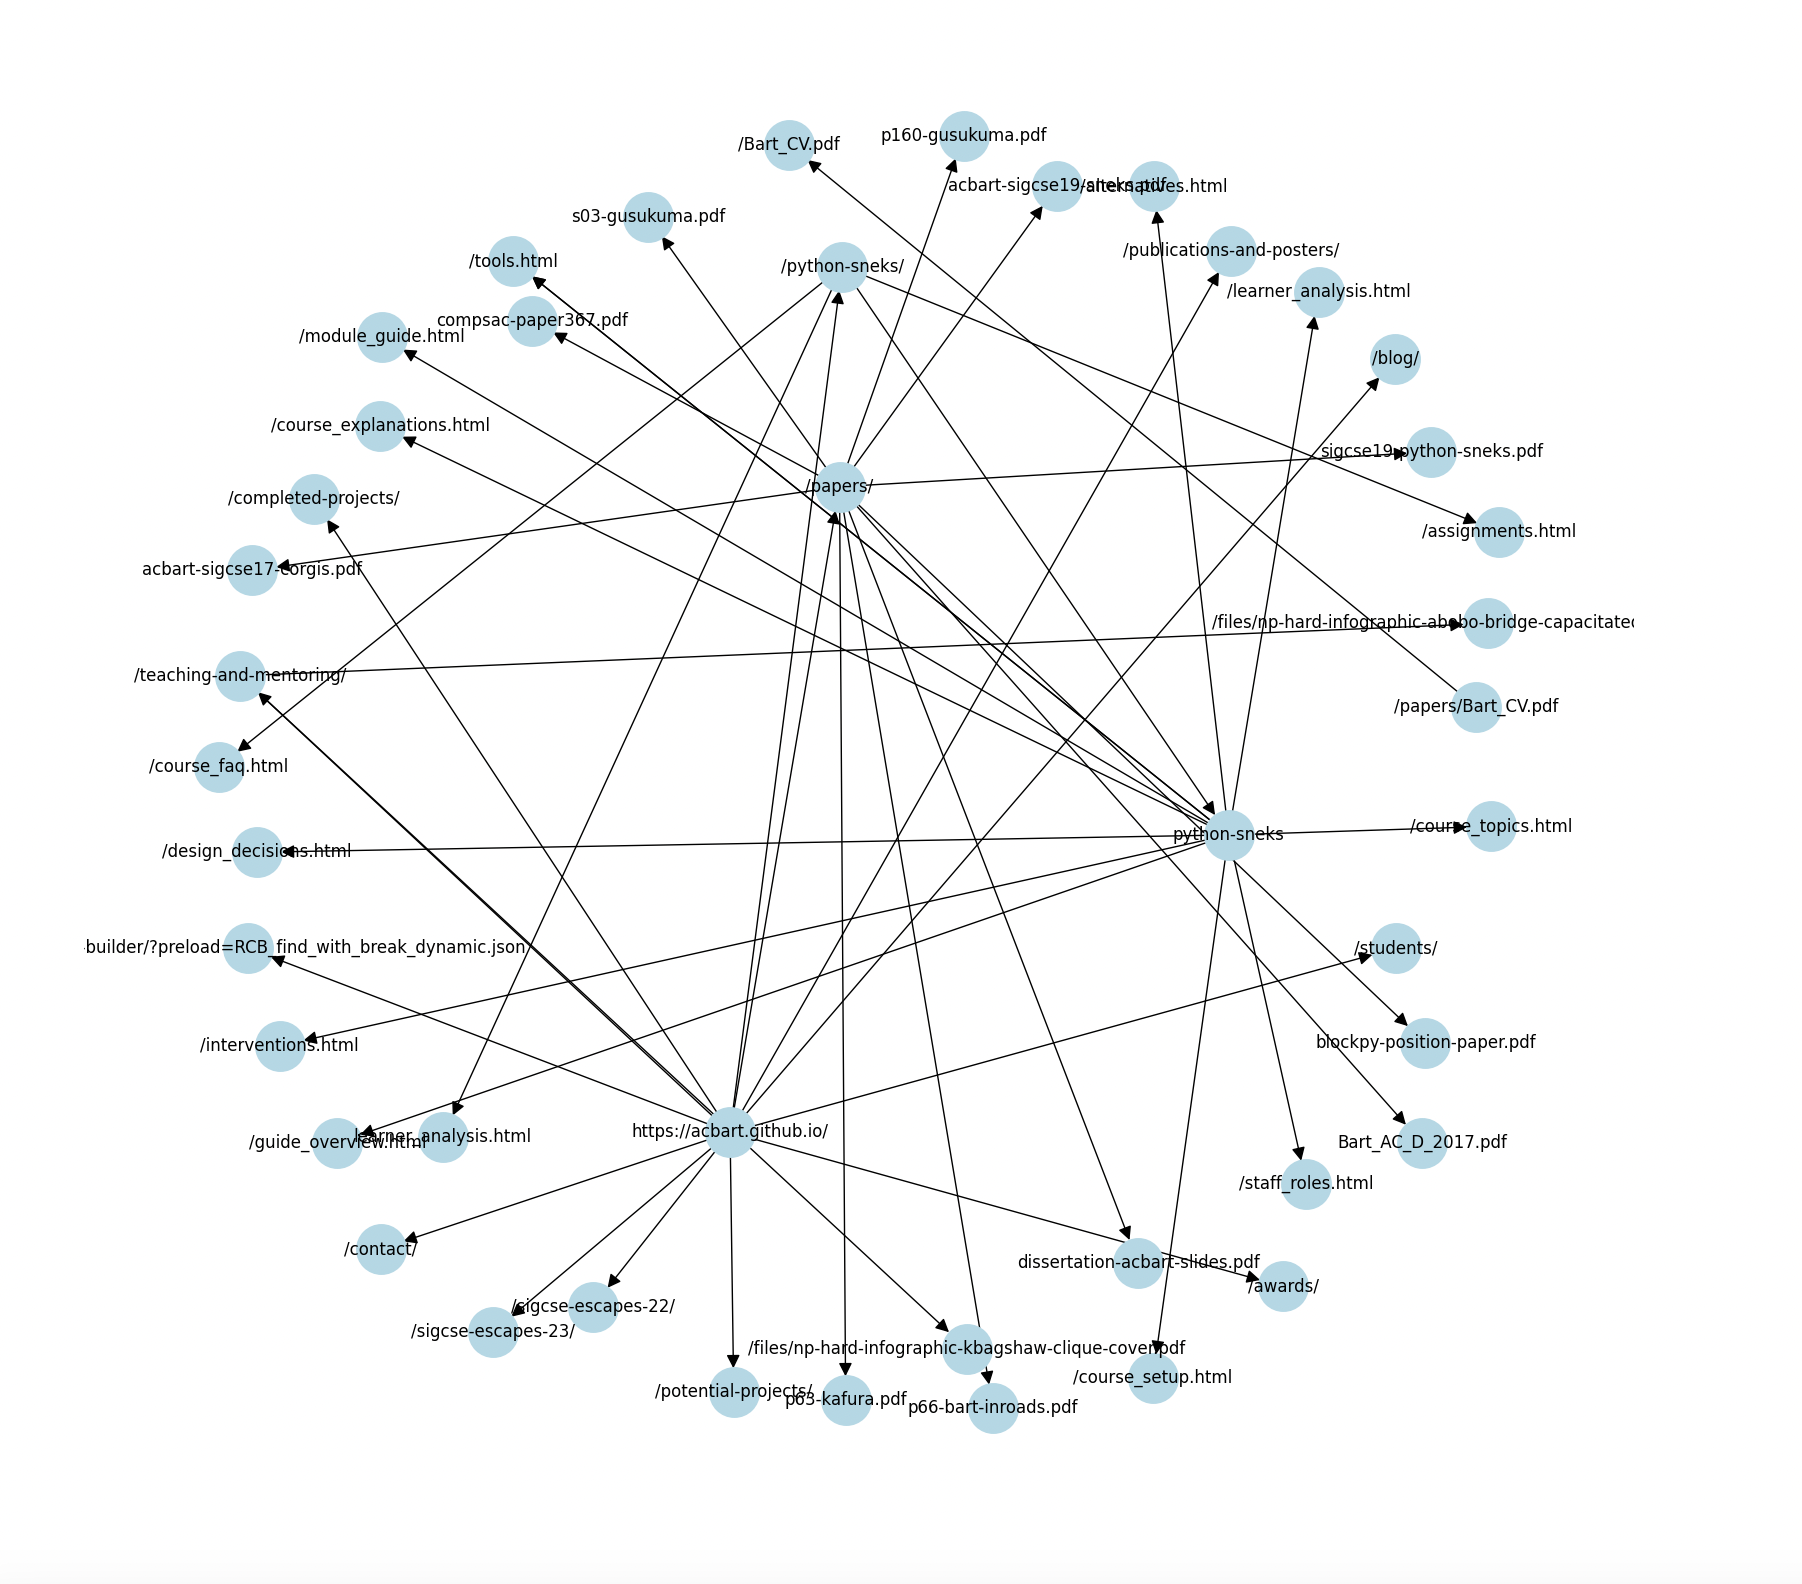 p160-gusukuma.pdf
/Bart_CV.pdf
acbart-sigcse19-sneks.pdf
/alternatives.html
s03-gusukuma.pdf
/publications-and-posters/
/tools.html
/python-sneks/
/learner_analysis.html
compsac-paper367.pdf
/module_guide.html
/blog/
/course_explanations.html
sigcse19-python-sneks.pdf
/papers/
/completed-projects/
/assignments.html
acbart-sigcse17-corgis.pdf
/files/np-hard-infographic-abobo-bridge-capacitated
/teaching-and-mentoring/
/papers/Bart_CV.pdf
/course_faq.html
/course_topics.html
python-sneks
/design_decisions.html
builder/?preload=RCB_find_with_break_dynamic.json
/students/
/interventions.html
blockpy-position-paper.pdf
https://acbart.github.io/
learner_analysis.html
/guide_overview.html
Bart_AC_D_2017.pdf
/staff_roles.html
/contact/
dissertation-acbart-slides.pdf
/awards/
/sigcse-escapes-22/
/sigcse-escapes-23/
/files/np-hard-infographic-kbagshaw-clique-cover.pdf
/course_setup.html
/potential-projects/
p63-kafura.pdf
p66-bart-inroads.pdf